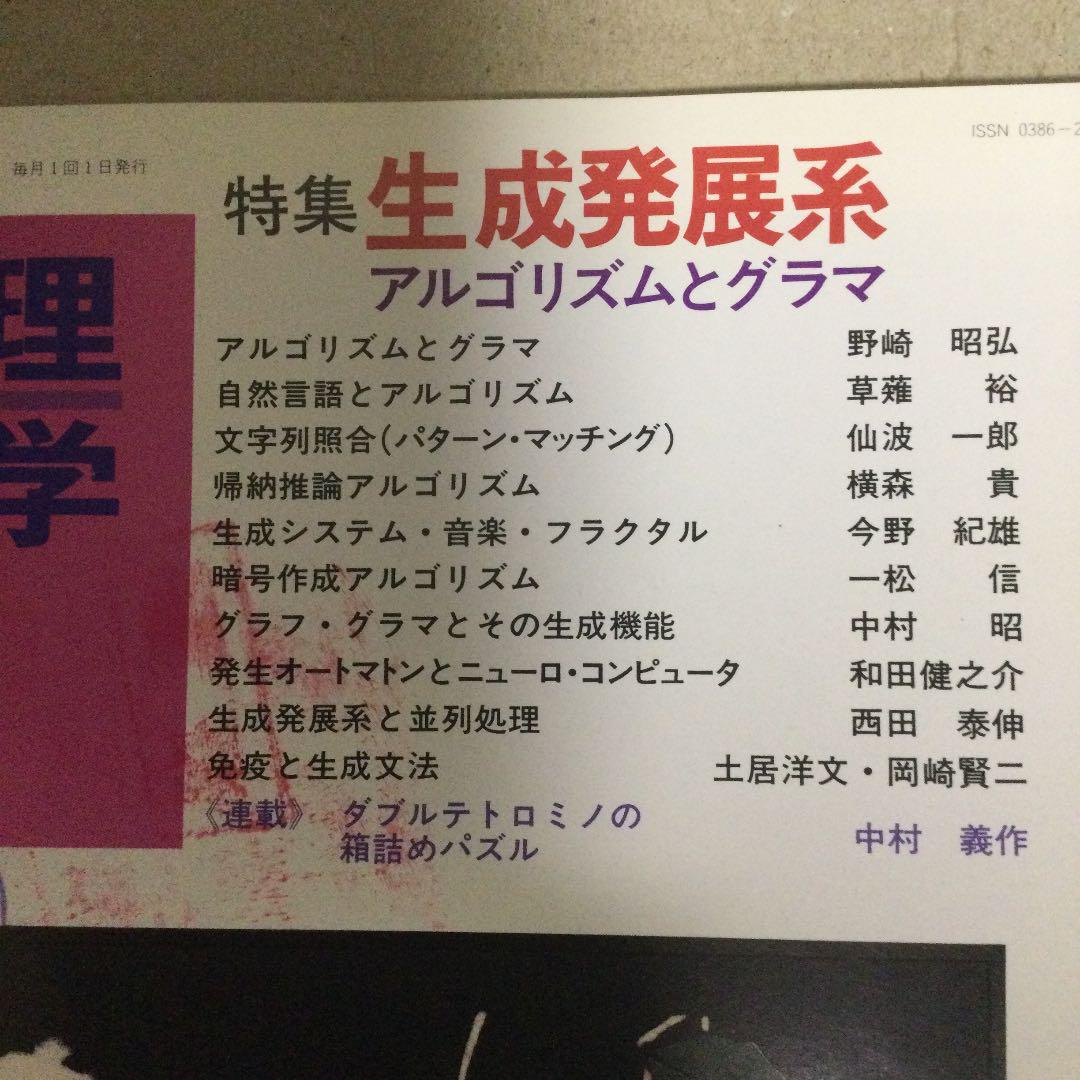 毎月1回1日発行
ISSN 0386-2
特集 生成発展系
アルゴリズムとグラマ
理学
アルゴリズムとグラマ 野崎 昭弘
自然言語とアルゴリズム 草薙 裕
文字列照合(パターン・マッチング) 仙波 一郎
帰納推論アルゴリズム 横森 貴
生成システム・音楽・フラクタル 今野 紀雄
暗号作成アルゴリズム 一松 信
グラフ・グラマとその生成機能 中村 昭
発生オートマトンとニューロ・コンピュータ 和田健之介
生成発展系と並列処理 西田 泰伸
免疫と生成文法 土居洋文・岡崎賢二
《連載》 ダブルテトロミノの
箱詰めパズル 中村 義作